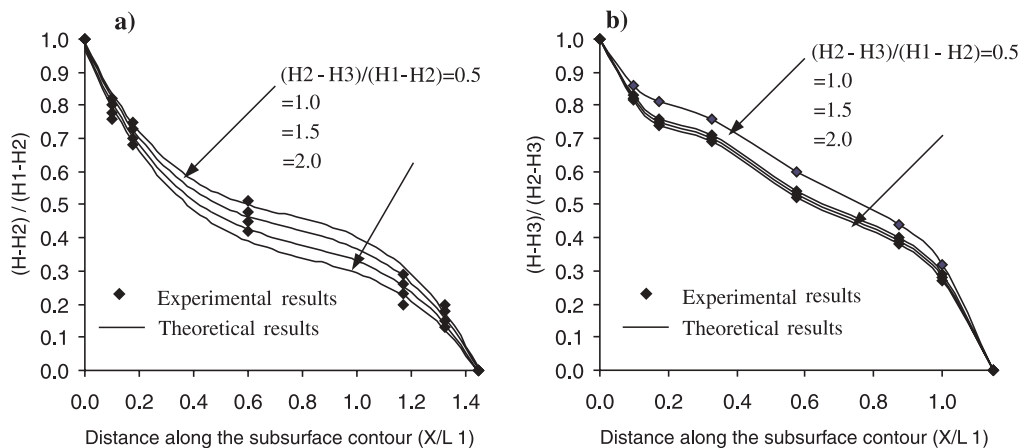 a)
(H-H2) / (H1-H2)
1.0
0.9
0.8
0.7
0.6
0.5
0.4
0.3
0.2
0.1
0.0
(H2 - H3)/(H1-H2)=0.5
=1.0
=1.5
=2.0
Experimental results
Theoretical results
0.0 0.2 0.4 0.6 0.8 1.0 1.2 1.4
Distance along the subsurface contour (X/L 1)
b)
(H-H3)/ (H2-H3)
1.0
0.9
0.8
0.7
0.6
0.5
0.4
0.3
0.2
0.1
0.0
(H2 - H3)/(H1 - H2)=0.5
=1.0
=1.5
=2.0
Experimental results
Theoretical results
0.0 0.2 0.4 0.6 0.8 1.0
Distance along the subsurface contour (X/L 1)